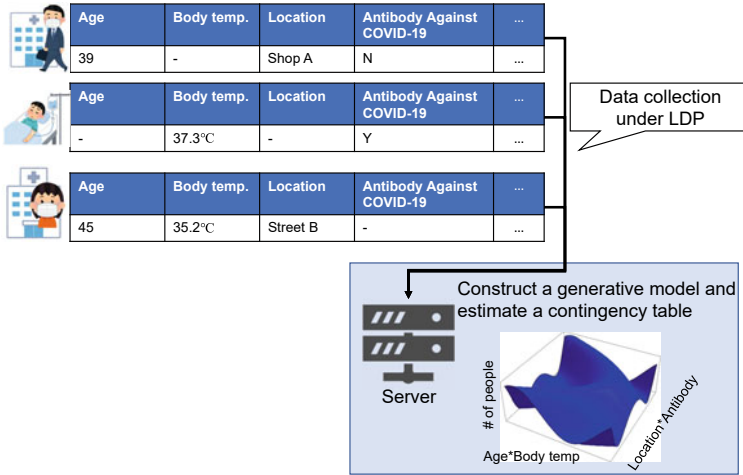 Age Body temp. Location Antibody Against COVID-19 ...
39 - Shop A N ...
Age Body temp. Location Antibody Against COVID-19 ...
- 37.3℃ - Y ...
Age Body temp. Location Antibody Against COVID-19 ...
45 35.2℃ Street B - ...
Data collection
under LDP
Construct a generative model and
estimate a contingency table
Server
# of people
Age*Body temp
Location*Antibody